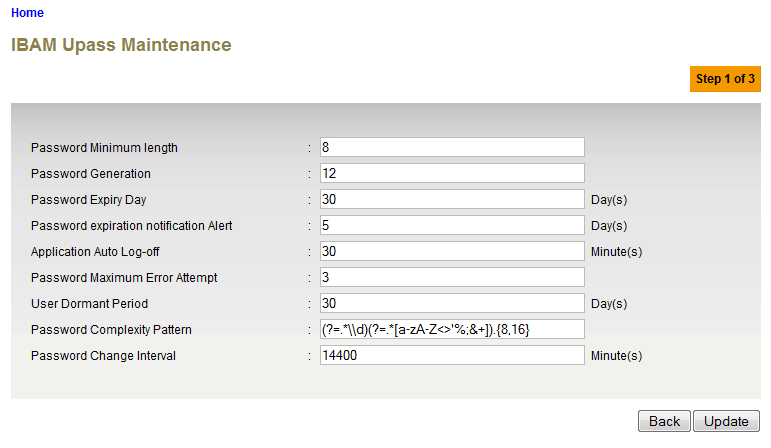 Home
IBAM Upass Maintenance
Step 1 of 3
Password Minimum length : 8
Password Generation : 12
Password Expiry Day : 30 Day(s)
Password expiration notification Alert : 5 Day(s)
Application Auto Log-off : 30 Minute(s)
Password Maximum Error Attempt : 3
User Dormant Period : 30 Day(s)
Password Complexity Pattern : (?=.*\\d)(?=.*[a-zA-Z<>'%;&+]).{8,16}
Password Change Interval : 14400 Minute(s)
Back Update